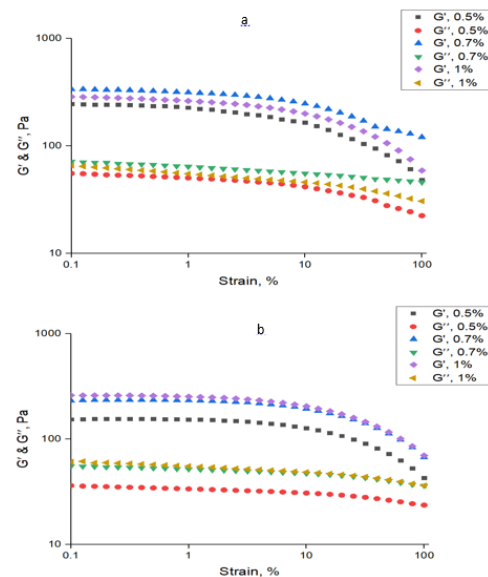 a
G′, 0.5%
G′′, 0.5%
G′, 0.7%
G′′, 0.7%
G′, 1%
G′′, 1%
1000
100
10
G′ & G′′, Pa
0.1
1
10
100
Strain, %
b
G′, 0.5%
G′′, 0.5%
G′, 0.7%
G′′, 0.7%
G′, 1%
G′′, 1%
1000
100
10
G′ & G′′, Pa
0.1
1
10
100
Strain, %